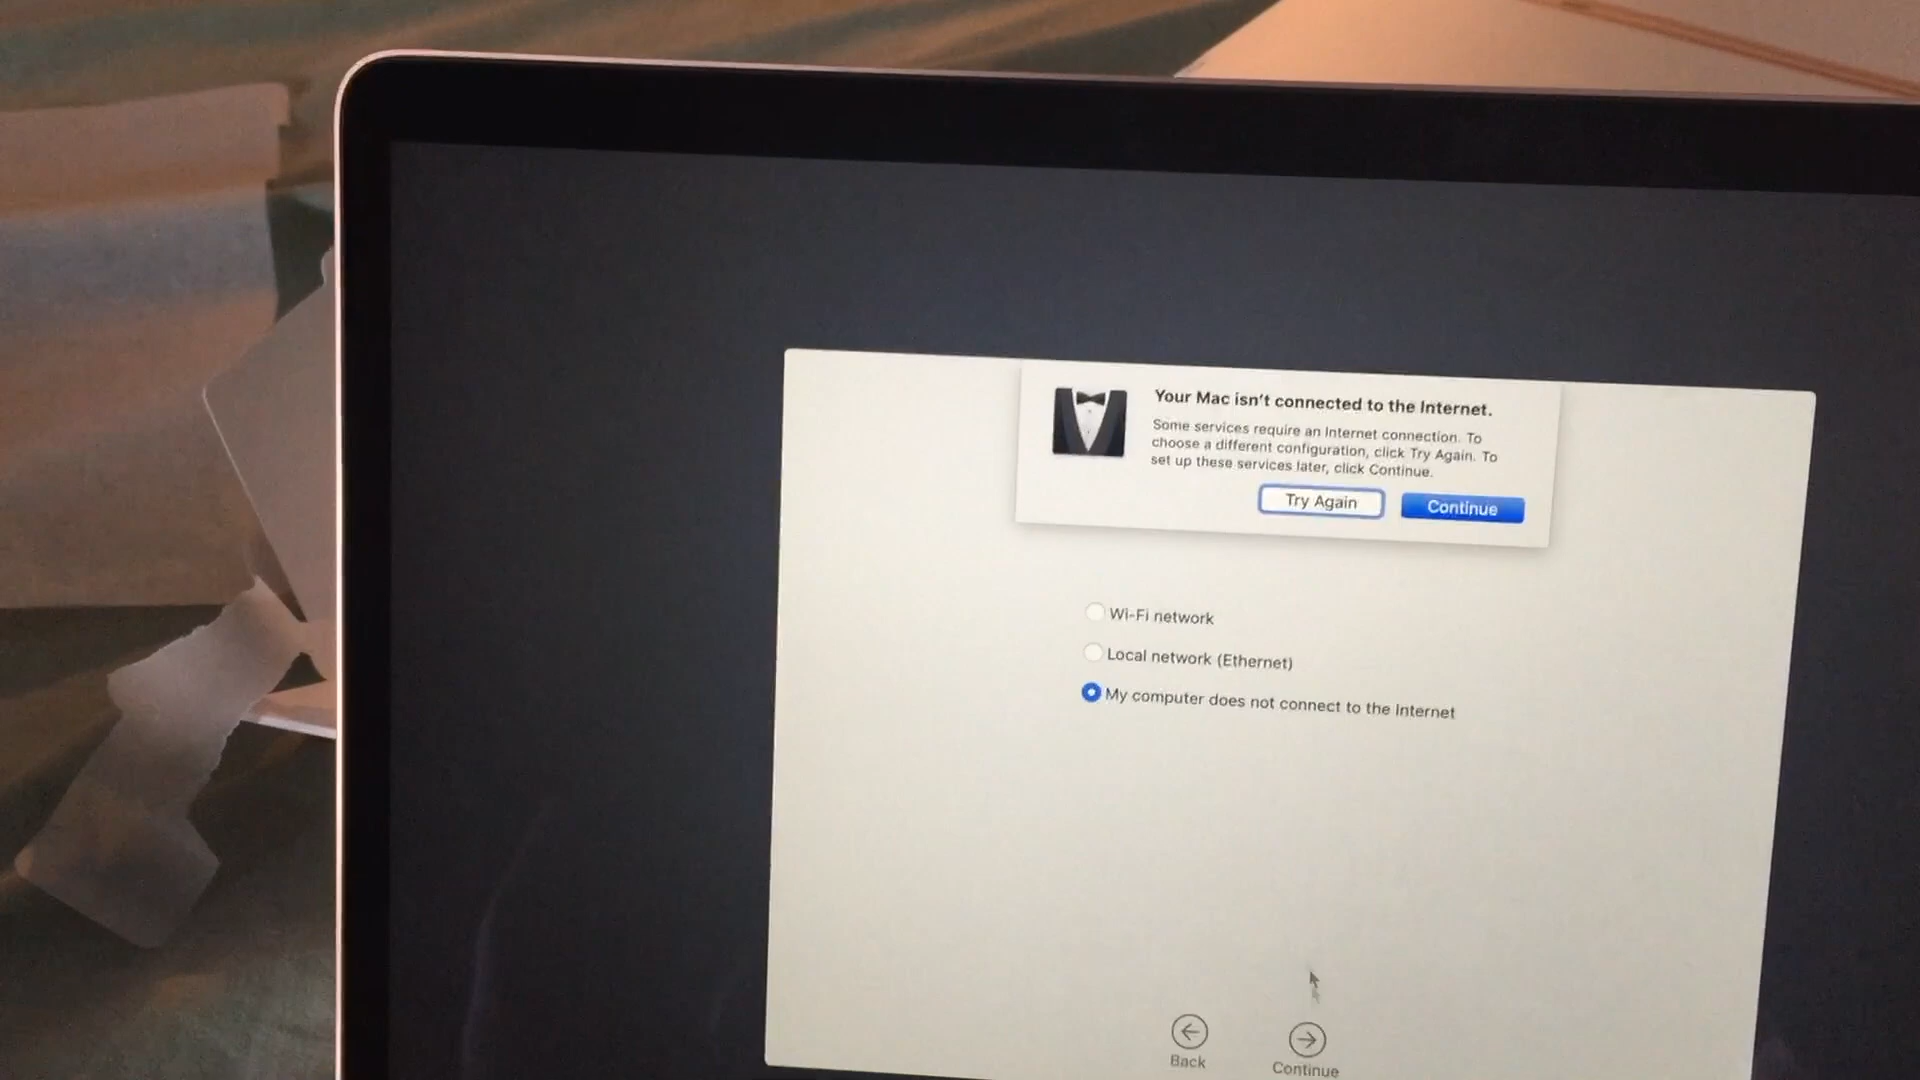 Your Mac isn't connected to the Internet.
Some services require an Internet connection. To
choose a different configuration, click Try Again. To
set up these services later, click Continue.
Try Again
Continue
Wi-Fi network
Local network (Ethernet)
My computer does not connect to the Internet
Back
Continue